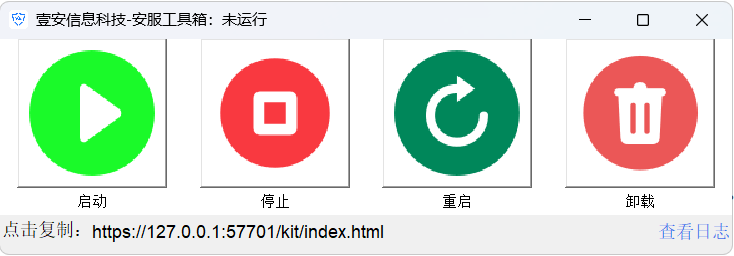 壹安信息科技-安服工具箱：未运行
启动 停止 重启 卸载
点击复制：https://127.0.0.1:57701/kit/index.html 查看日志